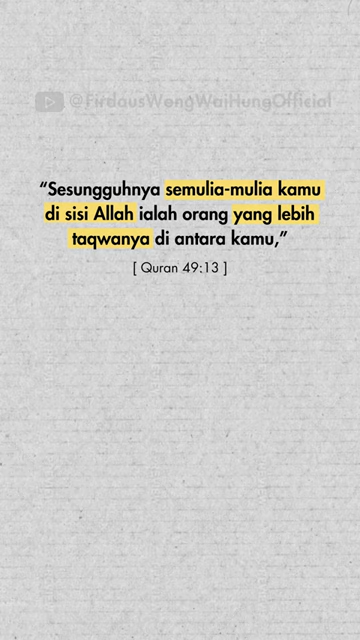 @FirdausWongWaiHungOfficial
“Sesungguhnya semulia-mulia kamu
di sisi Allah ialah orang yang lebih
taqwanya di antara kamu,”
[ Quran 49:13 ]